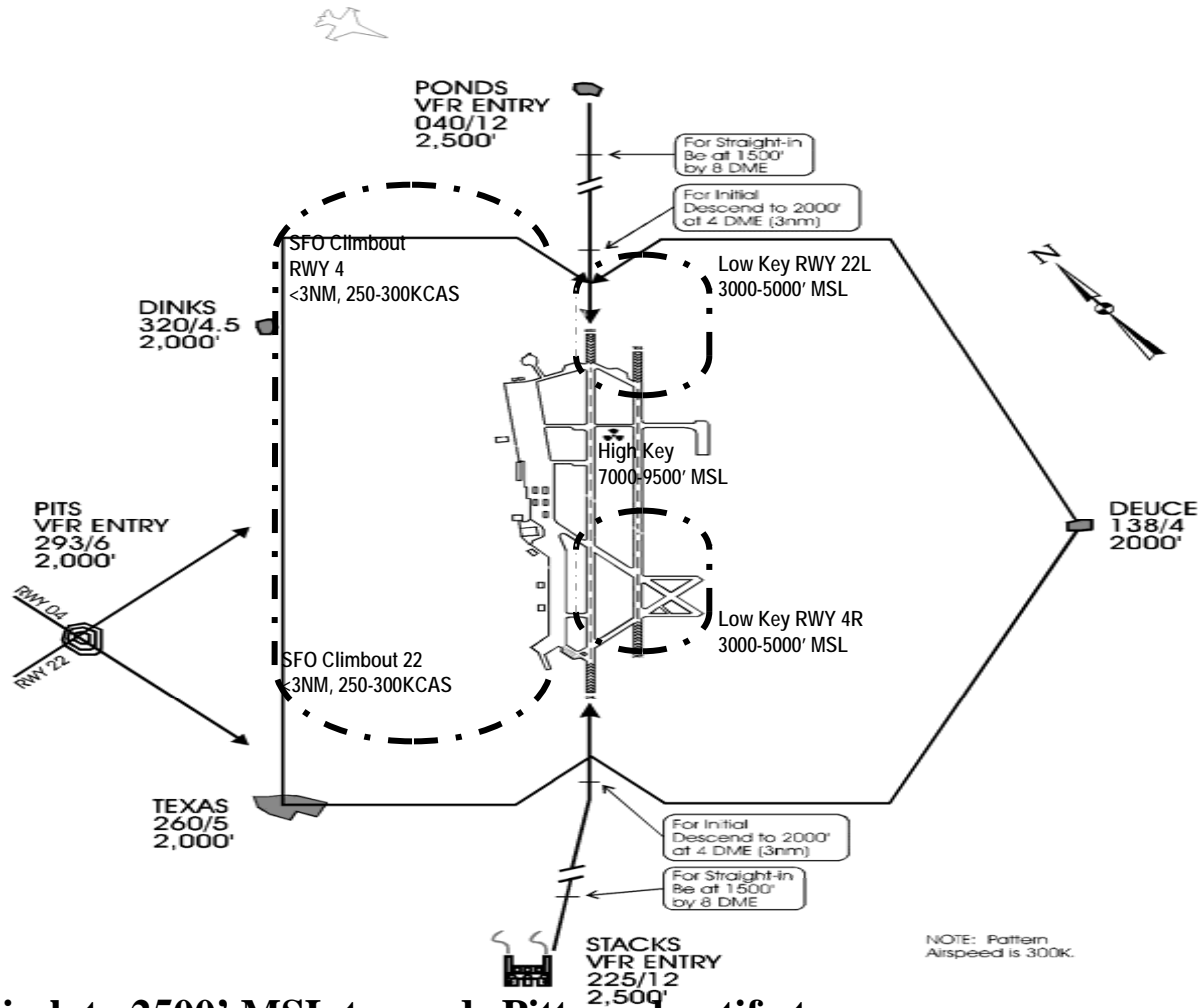 PONDS
VFR ENTRY
040/12
2,500'
For Straight-in
Be at 1500'
by 8 DME
For Initial
Descend to 2000'
at 4 DME (3nm)
SFO Climbout
RWY 4
<3NM, 250-300KCAS
Low Key RWY 22L
3000-5000' MSL
N
DINKS
320/4.5
2,000'
High Key
7000-9500' MSL
PITS
VFR ENTRY
293/6
2,000'
RWY 04
RWY 22
DEUCE
138/4
2000'
Low Key RWY 4R
3000-5000' MSL
SFO Climbout 22
<3NM, 250-300KCAS
TEXAS
260/5
2,000'
For Initial
Descend to 2000'
at 4 DME (3nm)
For Straight-in
Be at 1500'
by 8 DME
STACKS
VFR ENTRY
225/12
2,500'
NOTE: Pattern
Airspeed is 300K.
2500' MSL